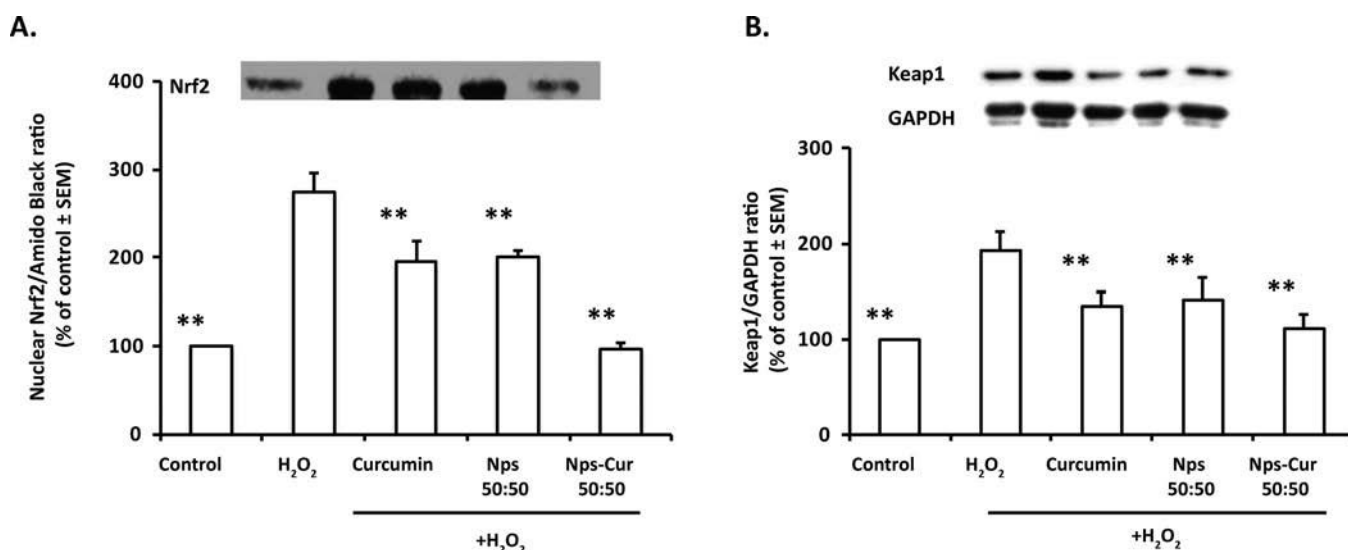 A.
Nrf2
Nuclear Nrf2/Amido Black ratio
(% of control ± SEM)
400
300
200
100
0
**
**
**
**
Control
H₂O₂
Curcumin
Nps
50:50
Nps-Cur
50:50
+H₂O₂
B.
Keap1
GAPDH
Keap1/GAPDH ratio
(% of control ± SEM)
300
200
100
0
**
**
**
**
Control
H₂O₂
Curcumin
Nps
50:50
Nps-Cur
50:50
+H₂O₂